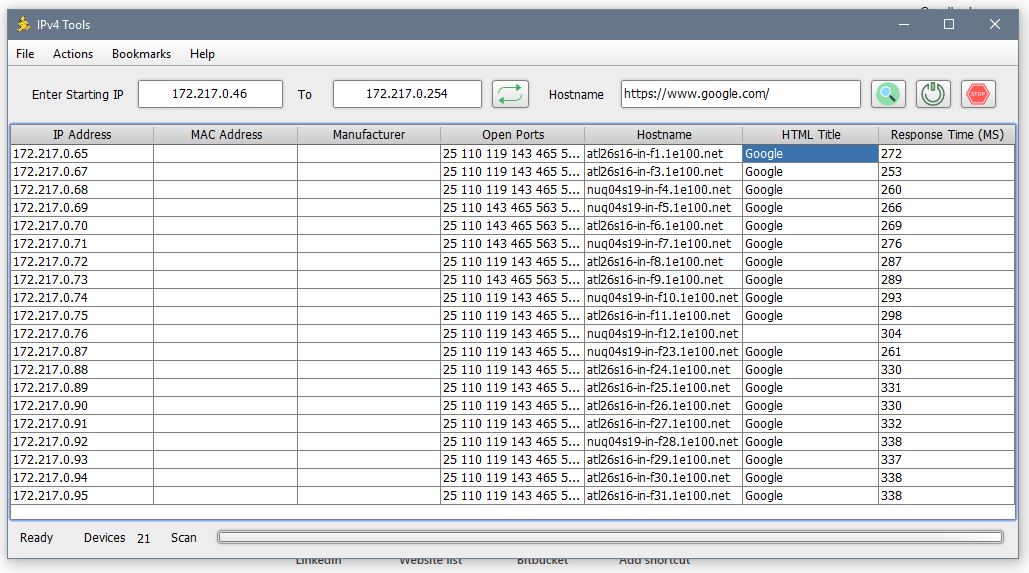 IPv4 Tools
File Actions Bookmarks Help
Enter Starting IP 172.217.0.46 To 172.217.0.254 Hostname https://www.google.com/ STOP
IP Address MAC Address Manufacturer Open Ports Hostname HTML Title Response Time (MS)
172.217.0.65 25 110 119 143 465 5... atl26s16-in-f1.1e100.net Google 272
172.217.0.67 25 110 119 143 465 5... atl26s16-in-f3.1e100.net Google 253
172.217.0.68 25 110 119 143 465 5... nuq04s19-in-f4.1e100.net Google 260
172.217.0.69 25 110 143 465 563 5... nuq04s19-in-f5.1e100.net Google 266
172.217.0.70 25 110 143 465 563 5... atl26s16-in-f6.1e100.net Google 269
172.217.0.71 25 110 143 465 563 5... nuq04s19-in-f7.1e100.net Google 276
172.217.0.72 25 110 119 143 465 5... atl26s16-in-f8.1e100.net Google 287
172.217.0.73 25 110 143 465 563 5... atl26s16-in-f9.1e100.net Google 289
172.217.0.74 25 110 119 143 465 5... nuq04s19-in-f10.1e100.net Google 293
172.217.0.75 25 110 119 143 465 5... atl26s16-in-f11.1e100.net Google 298
172.217.0.76 25 110 119 143 465 5... nuq04s19-in-f12.1e100.net 304
172.217.0.87 25 110 119 143 465 5... nuq04s19-in-f23.1e100.net Google 261
172.217.0.88 25 110 119 143 465 5... atl26s16-in-f24.1e100.net Google 330
172.217.0.89 25 110 119 143 465 5... atl26s16-in-f25.1e100.net Google 331
172.217.0.90 25 110 119 143 465 5... atl26s16-in-f26.1e100.net Google 330
172.217.0.91 25 110 119 143 465 5... atl26s16-in-f27.1e100.net Google 332
172.217.0.92 25 110 119 143 465 5... nuq04s19-in-f28.1e100.net Google 338
172.217.0.93 25 110 119 143 465 5... atl26s16-in-f29.1e100.net Google 337
172.217.0.94 25 110 119 143 465 5... atl26s16-in-f30.1e100.net Google 338
172.217.0.95 25 110 119 143 465 5... atl26s16-in-f31.1e100.net Google 338
Ready Devices 21 Scan
LinkedIn Website list Bitbucket Add shortcut